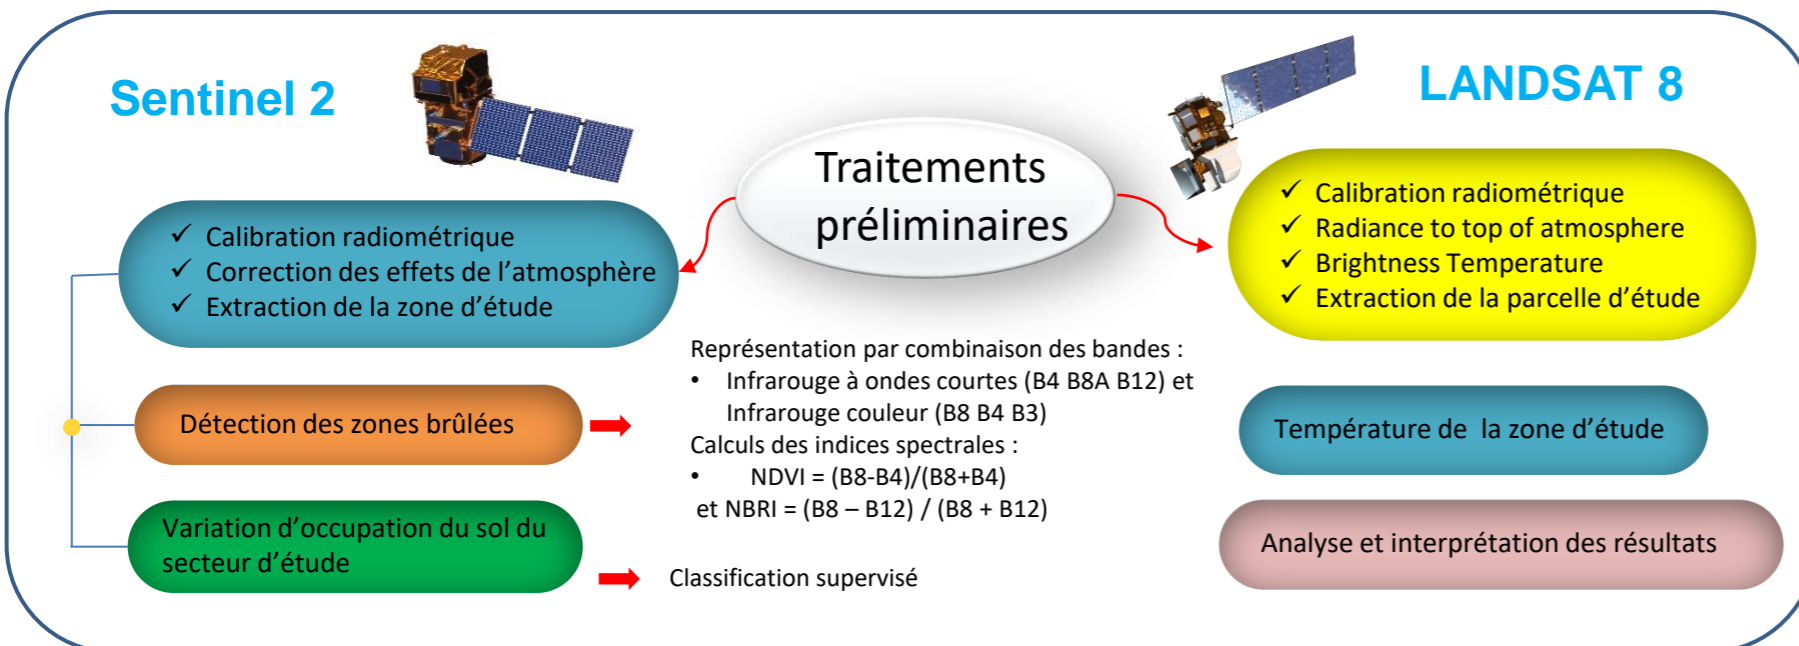 Sentinel 2
LANDSAT 8
Traitements
préliminaires
✓ Calibration radiométrique
✓ Correction des effets de l’atmosphère
✓ Extraction de la zone d’étude
✓ Calibration radiométrique
✓ Radiance to top of atmosphere
✓ Brightness Temperature
✓ Extraction de la parcelle d’étude
Détection des zones brûlées
Représentation par combinaison des bandes :
• Infrarouge à ondes courtes (B4 B8A B12) et
Infrarouge couleur (B8 B4 B3)
Calculs des indices spectrales :
• NDVI = (B8-B4)/(B8+B4)
et NBRI = (B8 – B12) / (B8 + B12)
Variation d’occupation du sol du
secteur d’étude
Classification supervisé
Température de la zone d’étude
Analyse et interprétation des résultats